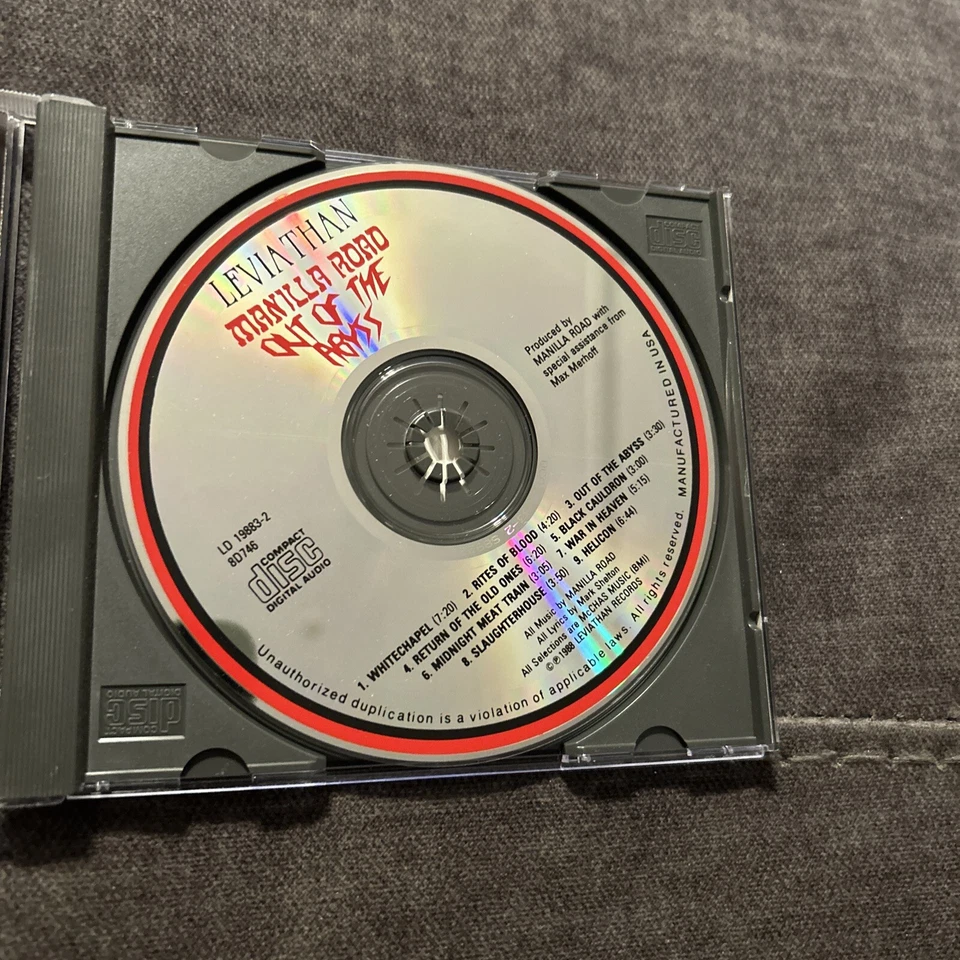 LEVIATHAN
MANILLA ROAD
OUT OF THE
ABYSS
Produced by
MANILLA ROAD with
special assistance from
Max Merhoff
LD 19883-2
8D746
COMPACT
disc
DIGITAL AUDIO
1. WHITECHAPEL (7:20) 2. RITES OF BLOOD (4:20) 3. OUT OF THE ABYSS (3:30)
4. RETURN OF THE OLD ONES (6:20) 5. BLACK CAULDRON (3:00)
6. MIDNIGHT MEAT TRAIN (3:05) 7. WAR IN HEAVEN (5:15)
8. SLAUGHTERHOUSE (3:50) 9. HELICON (6:44)
All Music by MANILLA ROAD
All Lyrics by Mark Shelton
All Selections are McCHAS MUSIC (BMI)
©℗ 1988 LEVIATHAN RECORDS
Unauthorized duplication is a violation of applicable laws. All rights reserved. MANUFACTURED IN USA
COMPACT
disc
DIGITAL AUDIO
disc